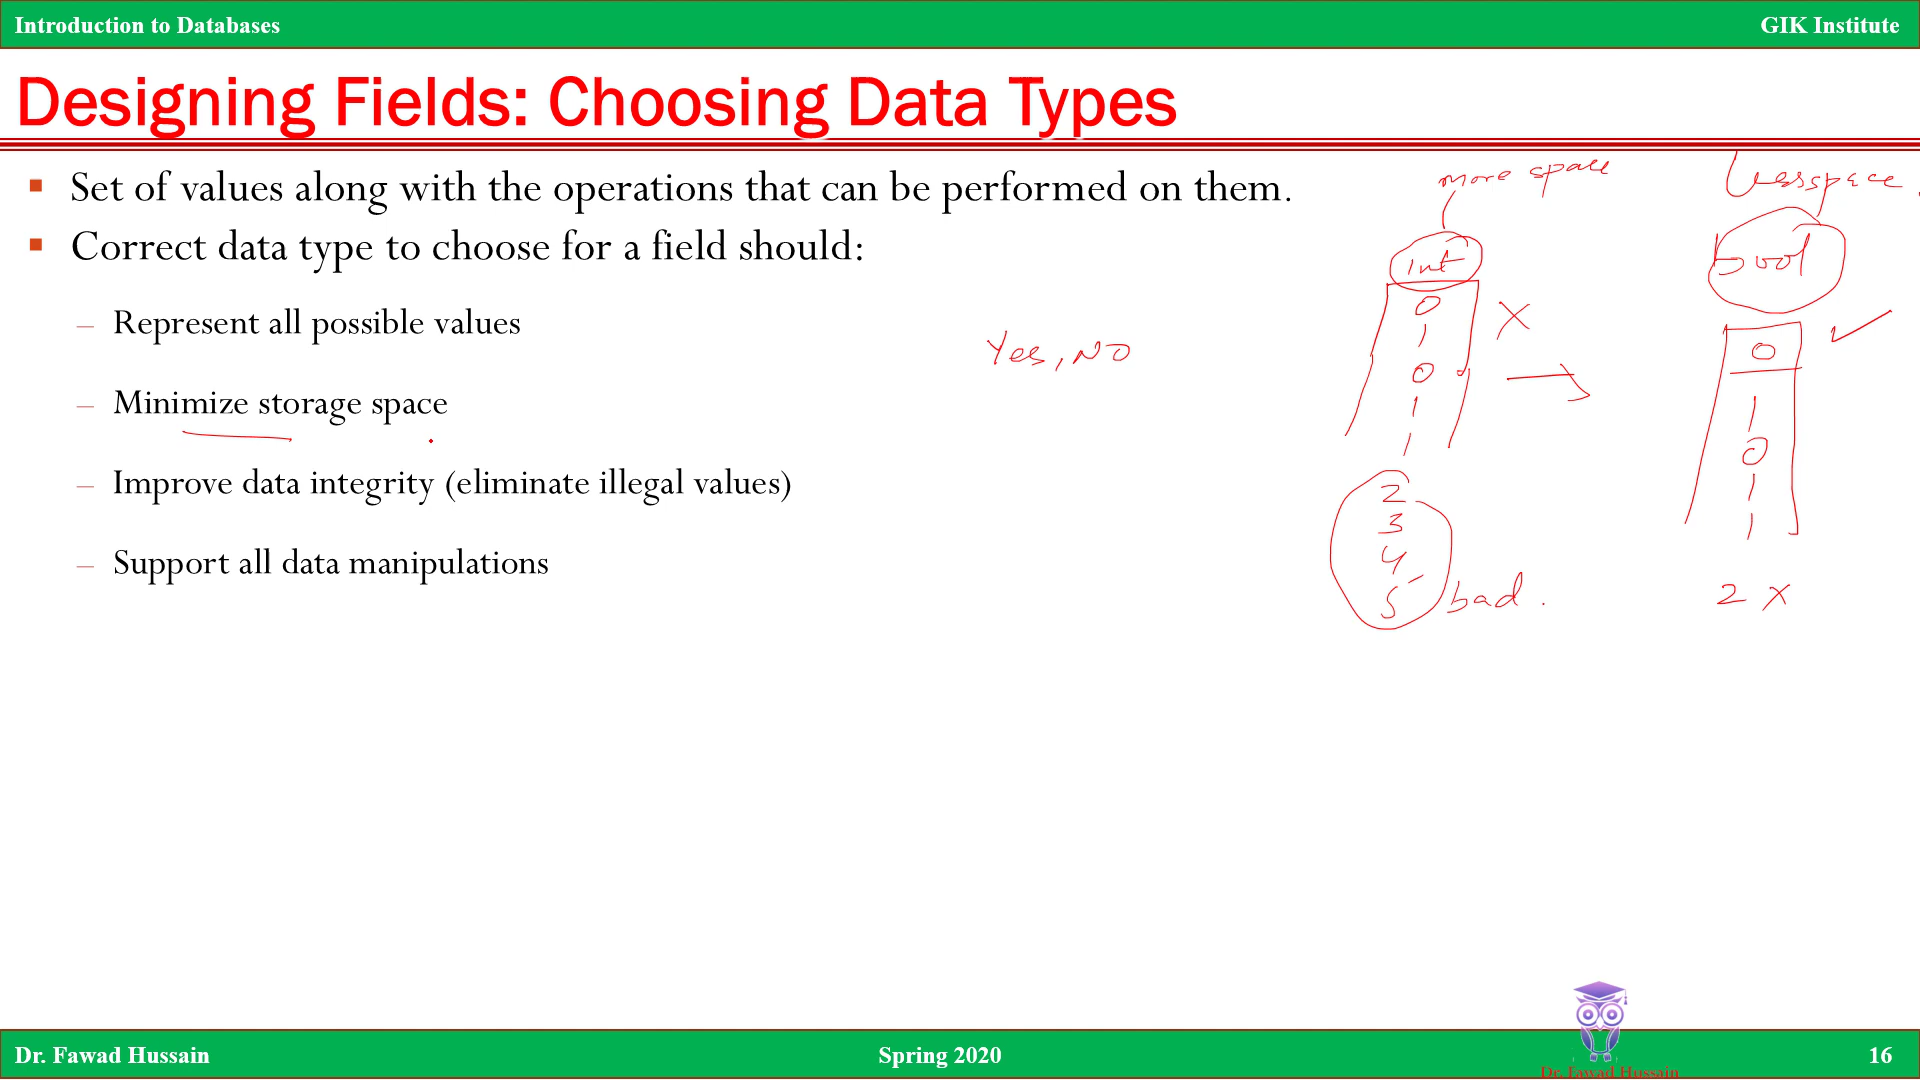 Introduction to Databases GIK Institute
Designing Fields: Choosing Data Types
Set of values along with the operations that can be performed on them.
Correct data type to choose for a field should:
– Represent all possible values
– Minimize storage space
– Improve data integrity (eliminate illegal values)
– Support all data manipulations
Yes, NO
more space
int
0
1
0
1
1
2
3
4
5
bad.
X
Less space
bool
0
1
0
1
1
2 X
Dr. Fawad Hussain Spring 2020 16
Dr. Fawad Hussain